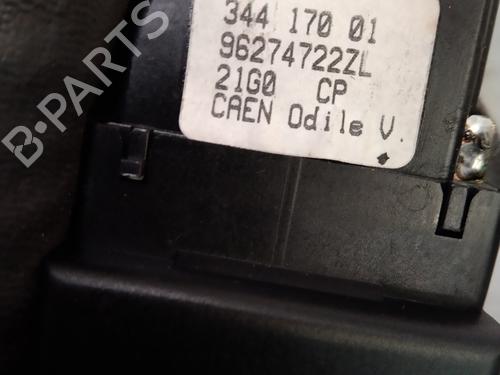 344 170 01
96274722ZL
21G0 CP
CAEN Odile V.
B-PARTS